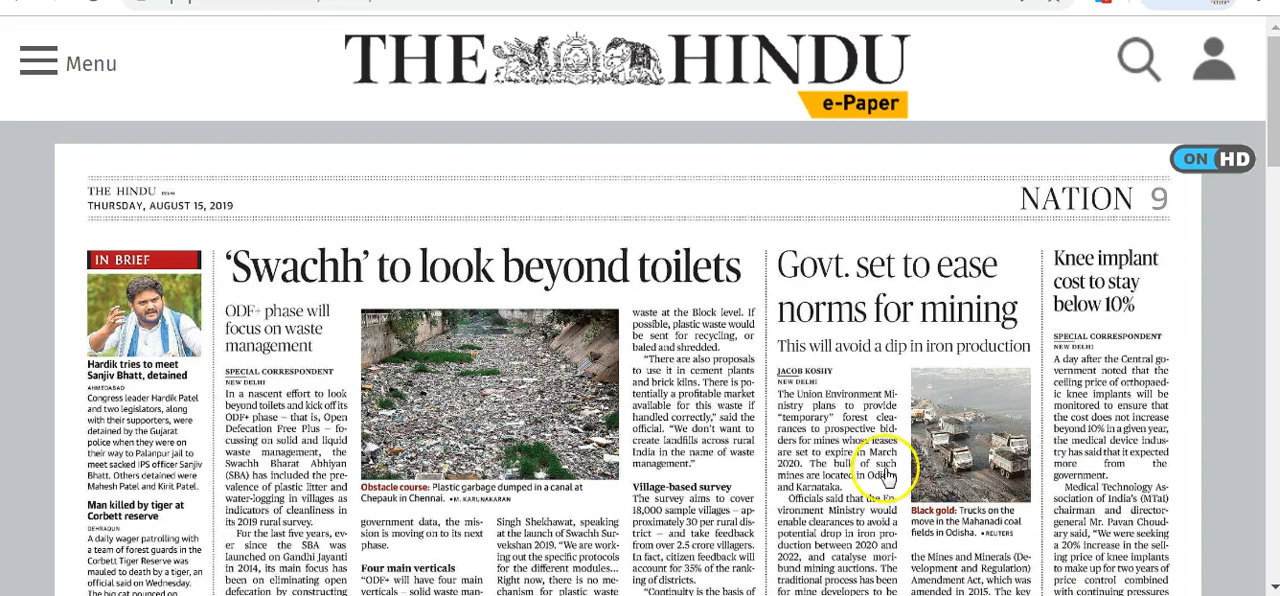 Menu
THE HINDU
e-Paper
ON HD
THE HINDU
THURSDAY, AUGUST 15, 2019
NATION 9
IN BRIEF
Hardik tries to meet
Sanjiv Bhatt, detained
AHMEDABAD
Congress leader Hardik Patel
and two legislators, along
with their supporters, were
detained by the Gujarat
police when they were on
their way to Palanpur jail to
meet sacked IPS officer Sanjiv
Bhatt. Others detained were
Mahesh Patel and Kirit Patel.
Man killed by tiger at
Corbett reserve
DEHRADUN
A daily wager patrolling with
a team of forest guards in the
Corbett Tiger Reserve was
mauled to death by a tiger, an
official said on Wednesday.
The big cat pounced on
‘Swachh’ to look beyond toilets
ODF+ phase will
focus on waste
management
SPECIAL CORRESPONDENT
NEW DELHI
In a nascent effort to look
beyond toilets and kick off its
ODF+ phase – that is, Open
Defecation Free Plus – fo-
cussing on solid and liquid
waste management, the
Swachh Bharat Abhiyan
(SBA) has included the pre-
valence of plastic litter and
water-logging in villages as
indicators of cleanliness in
its 2019 rural survey.
For the last five years, ev-
er since the SBA was
launched on Gandhi Jayanti
in 2014, its main focus has
been on eliminating open
defecation by constructing
Obstacle course: Plastic garbage dumped in a canal at
Chepauk in Chennai. •M. KARUNAKARAN
government data, the mis-
sion is moving on to its next
phase.
Four main verticals
“ODF+ will have four main
verticals – solid waste man-
Singh Shekhawat, speaking
at the launch of Swachh Sur-
vekshan 2019. “We are work-
ing out the specific protocols
for the different modules...
Right now, there is no me-
chanism for plastic waste
waste at the Block level. If
possible, plastic waste would
be sent for recycling, or
baled and shredded.
“There are also proposals
to use it in cement plants
and brick kilns. There is po-
tentially a profitable market
available for this waste if
handled correctly,” said the
official. “We don’t want to
create landfills across rural
India in the name of waste
management.”
Village-based survey
The survey aims to cover
18,000 sample villages – ap-
proximately 30 per rural dis-
trict – and take feedback
from over 2.5 crore villagers.
In fact, citizen feedback will
account for 35% of the rank-
ing of districts.
“Continuity is the basis of
Govt. set to ease
norms for mining
This will avoid a dip in iron production
JACOB KOSHY
NEW DELHI
The Union Environment Mi-
nistry plans to provide
“temporary” forest clea-
rances to prospective bid-
ders for mines whose leases
are set to expire in March
2020. The bulk of such
mines are located in Odisha
and Karnataka.
Officials said that the En-
vironment Ministry would
enable clearances to avoid a
potential drop in iron pro-
duction between 2020 and
2022, and catalyse mori-
bund mining auctions. The
traditional process has been
for mine developers to be
Black gold: Trucks on the
move in the Mahanadi coal
fields in Odisha. •REUTERS
the Mines and Minerals (De-
velopment and Regulation)
Amendment Act, which was
amended in 2015. The key
Knee implant
cost to stay
below 10%
SPECIAL CORRESPONDENT
NEW DELHI
A day after the Central go-
vernment noted that the
ceiling price of orthopaed-
ic knee implants will be
monitored to ensure that
the cost does not increase
beyond 10% in a given year,
the medical device indus-
try has said that it expected
more from the
government.
Medical Technology As-
sociation of India’s (MTaI)
chairman and director-
general Mr. Pavan Choud-
ary said, “We were seeking
a 20% increase in the sell-
ing price of knee implants
to make up for two years of
price control combined
with continuing pressures